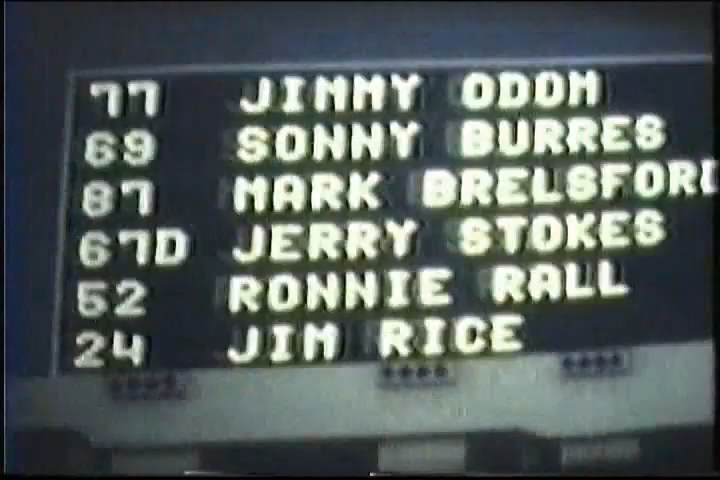 77 JIMMY ODOM
69 SONNY BURRES
87 MARK BRELSFORD
67D JERRY STOKES
52 RONNIE RALL
24 JIM RICE